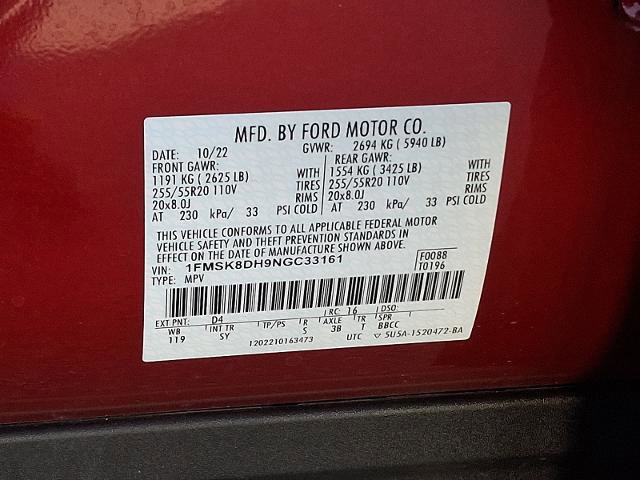 MFD. BY FORD MOTOR CO.
DATE: 10/22 GVWR: 2694 KG ( 5940 LB)
FRONT GAWR: REAR GAWR:
1191 KG ( 2625 LB) WITH 1554 KG ( 3425 LB) WITH
255/55R20 110V TIRES 255/55R20 110V TIRES
20x8.0J RIMS 20x8.0J RIMS
AT 230 kPa/ 33 PSI COLD AT 230 kPa/ 33 PSI COLD
THIS VEHICLE CONFORMS TO ALL APPLICABLE FEDERAL MOTOR
VEHICLE SAFETY AND THEFT PREVENTION STANDARDS IN
EFFECT ON THE DATE OF MANUFACTURE SHOWN ABOVE.
VIN: 1FMSK8DH9NGC33161 F0088
TYPE: MPV T0196
EXT PNT: D4 RC: 16 DSO:
WB INT TR TP/PS R AXLE TR SPR
119 SY S 3B T BBCC
1202210163473 UTC ▽ 5U5A-1520472-BA